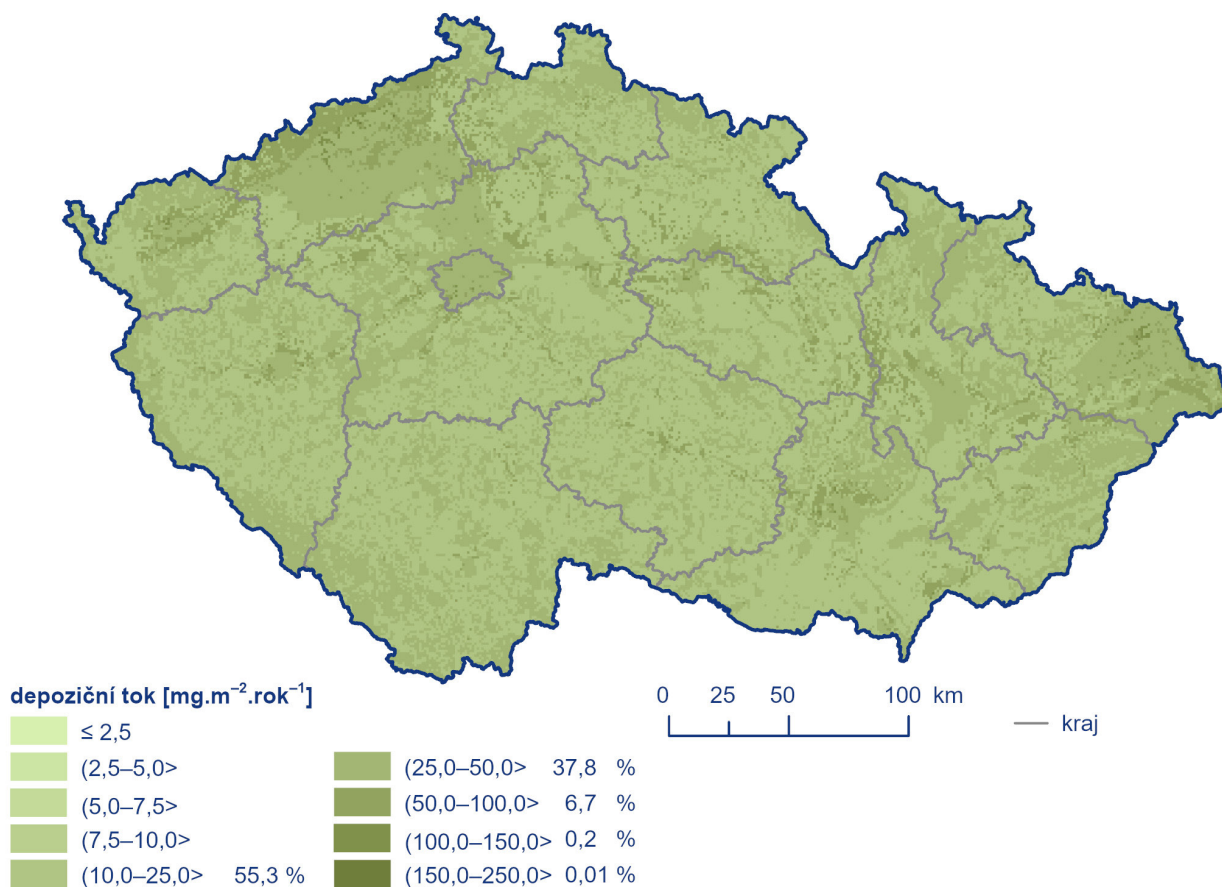 depoziční tok [mg.m⁻².rok⁻¹]
≤ 2,5
(2,5–5,0>
(5,0–7,5>
(7,5–10,0>
(10,0–25,0> 55,3 %
(25,0–50,0> 37,8 %
(50,0–100,0> 6,7 %
(100,0–150,0> 0,2 %
(150,0–250,0> 0,01 %
0 25 50 100 km
kraj